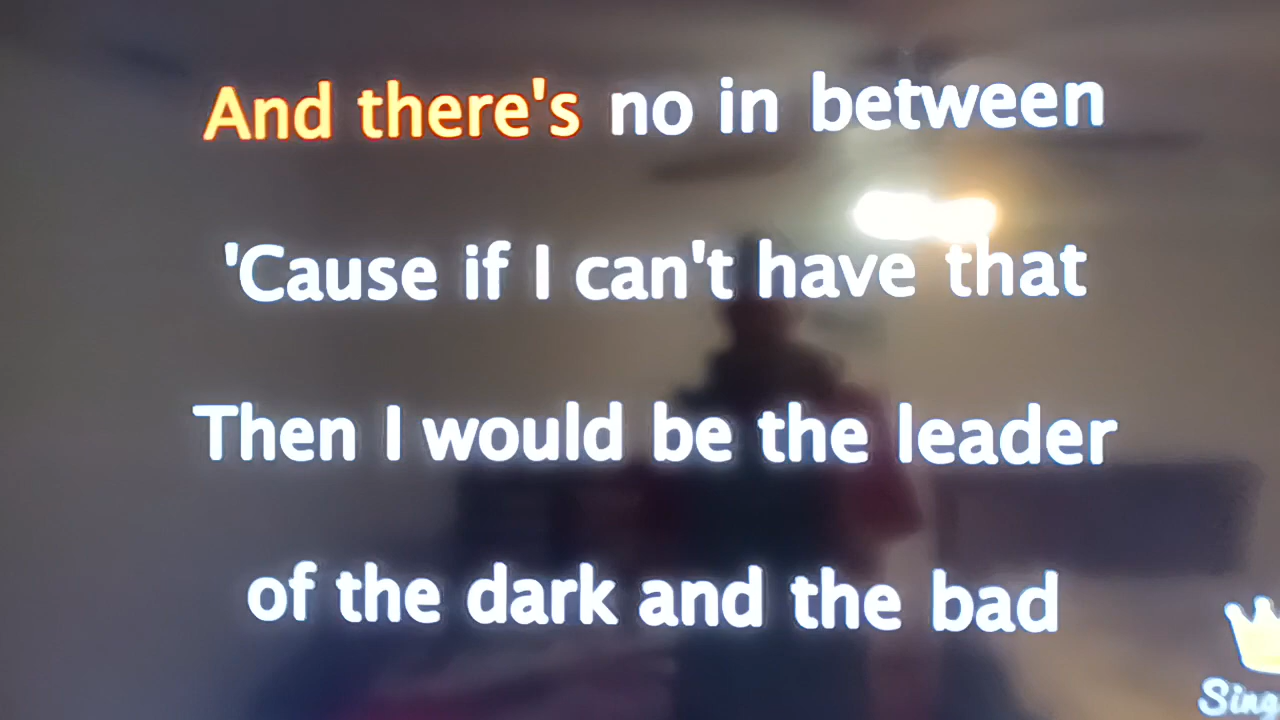 And there's no in between
'Cause if I can't have that
Then I would be the leader
of the dark and the bad
Sing